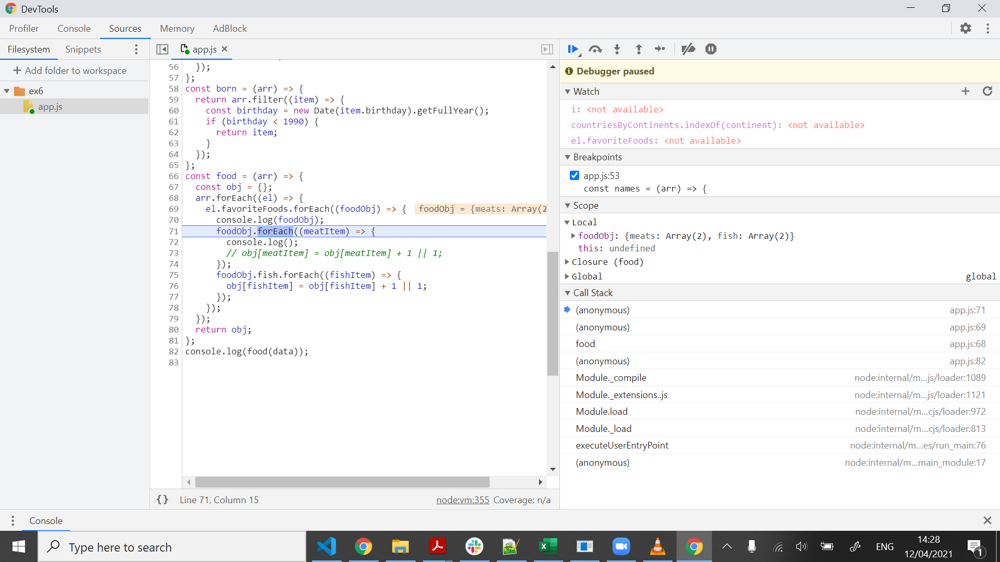 DevTools
Profiler Console Sources Memory AdBlock
Filesystem Snippets
app.js
+ Add folder to workspace
ex6
app.js
56 });
57 };
58 const born = (arr) => {
59 return arr.filter((item) => {
60 const birthday = new Date(item.birthday).getFullYear();
61 if (birthday < 1990) {
62 return item;
63 }
64 });
65 };
66 const food = (arr) => {
67 const obj = {};
68 arr.forEach((el) => {
69 el.favoriteFoods.forEach((foodObj) => { foodObj = {meats: Array(2
70 console.log(foodObj);
71 foodObj.forEach((meatItem) => {
72 console.log();
73 // obj[meatItem] = obj[meatItem] + 1 || 1;
74 });
75 foodObj.fish.forEach((fishItem) => {
76 obj[fishItem] = obj[fishItem] + 1 || 1;
77 });
78 });
79 });
80 return obj;
81 };
82 console.log(food(data));
83
{} Line 71, Column 15 node:vm:355 Coverage: n/a
Debugger paused
Watch
i: <not available>
countriesByContinents.indexOf(continent): <not available>
el.favoriteFoods: <not available>
Breakpoints
app.js:53
const names = (arr) => {
Scope
Local
foodObj: {meats: Array(2), fish: Array(2)}
this: undefined
Closure (food)
Global global
Call Stack
(anonymous) app.js:71
(anonymous) app.js:69
food app.js:68
(anonymous) app.js:82
Module._compile node:internal/m...js/loader:1089
Module._extensions..js node:internal/m...js/loader:1121
Module.load node:internal/m...cjs/loader:972
Module._load node:internal/m...cjs/loader:813
executeUserEntryPoint node:internal/m...es/run_main:76
(anonymous) node:internal/m...main_module:17
Console
Type here to search
ENG
14:28
12/04/2021
1